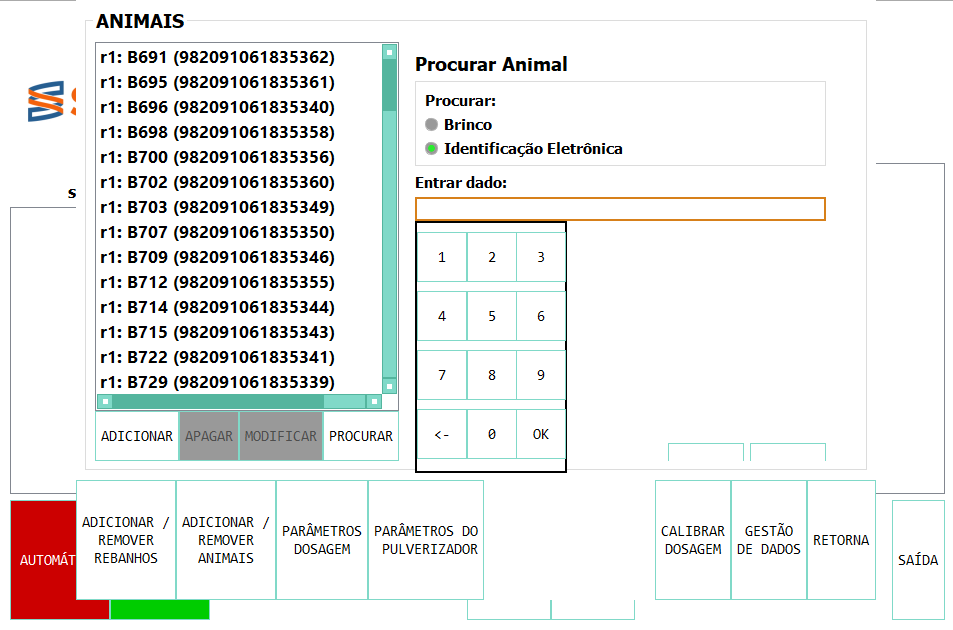 ANIMAIS
r1: B691 (982091061835362)
r1: B695 (982091061835361)
r1: B696 (982091061835340)
r1: B698 (982091061835358)
r1: B700 (982091061835356)
r1: B702 (982091061835360)
r1: B703 (982091061835349)
r1: B707 (982091061835350)
r1: B709 (982091061835346)
r1: B712 (982091061835355)
r1: B714 (982091061835344)
r1: B715 (982091061835343)
r1: B722 (982091061835341)
r1: B729 (982091061835339)
ADICIONAR APAGAR MODIFICAR PROCURAR
Procurar Animal
Procurar:
Brinco
Identificação Eletrônica
Entrar dado:
1 2 3
4 5 6
7 8 9
<- 0 OK
ADICIONAR /
REMOVER
REBANHOS
ADICIONAR /
REMOVER
ANIMAIS
PARÂMETROS
DOSAGEM
PARÂMETROS DO
PULVERIZADOR
CALIBRAR
DOSAGEM
GESTÃO
DE DADOS
RETORNA
AUTOMÁT
SAÍDA